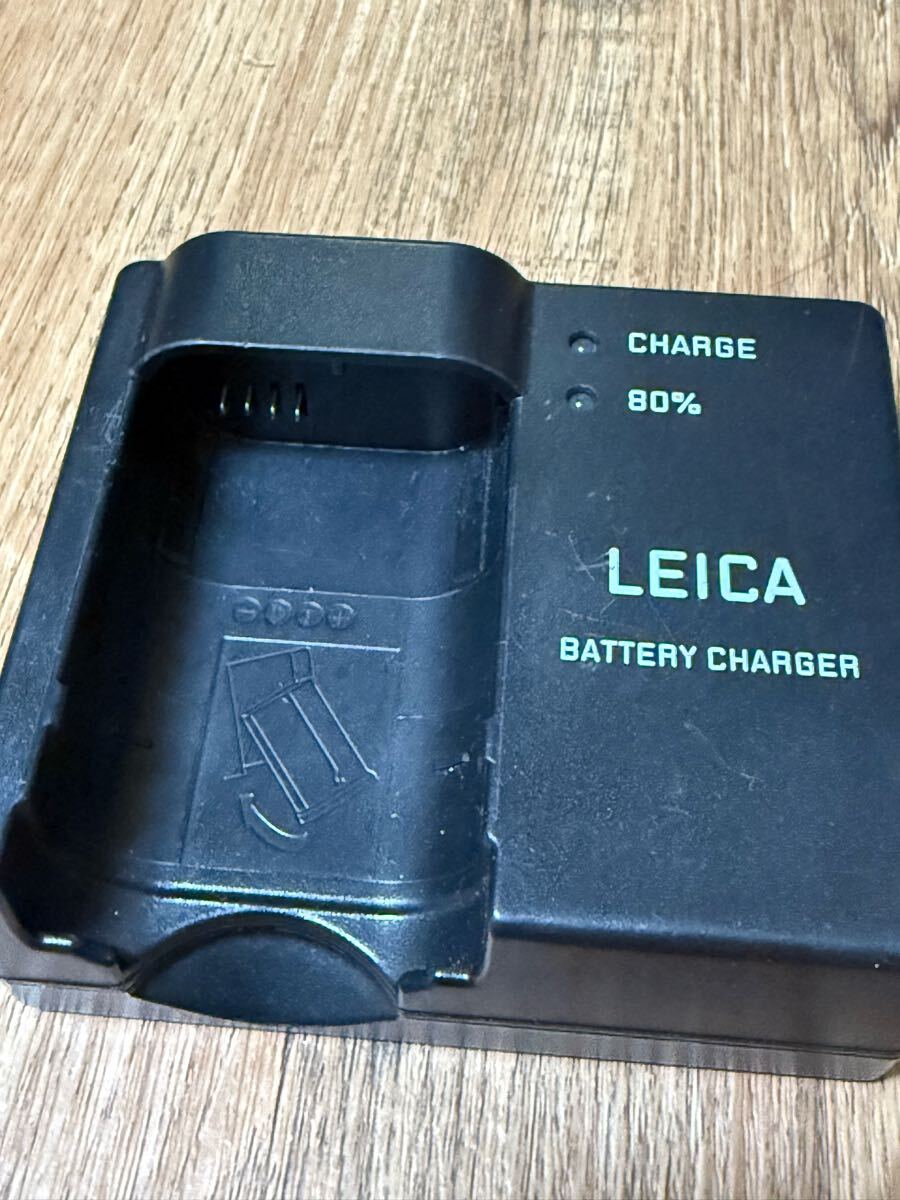 CHARGE
80%
LEICA
BATTERY CHARGER